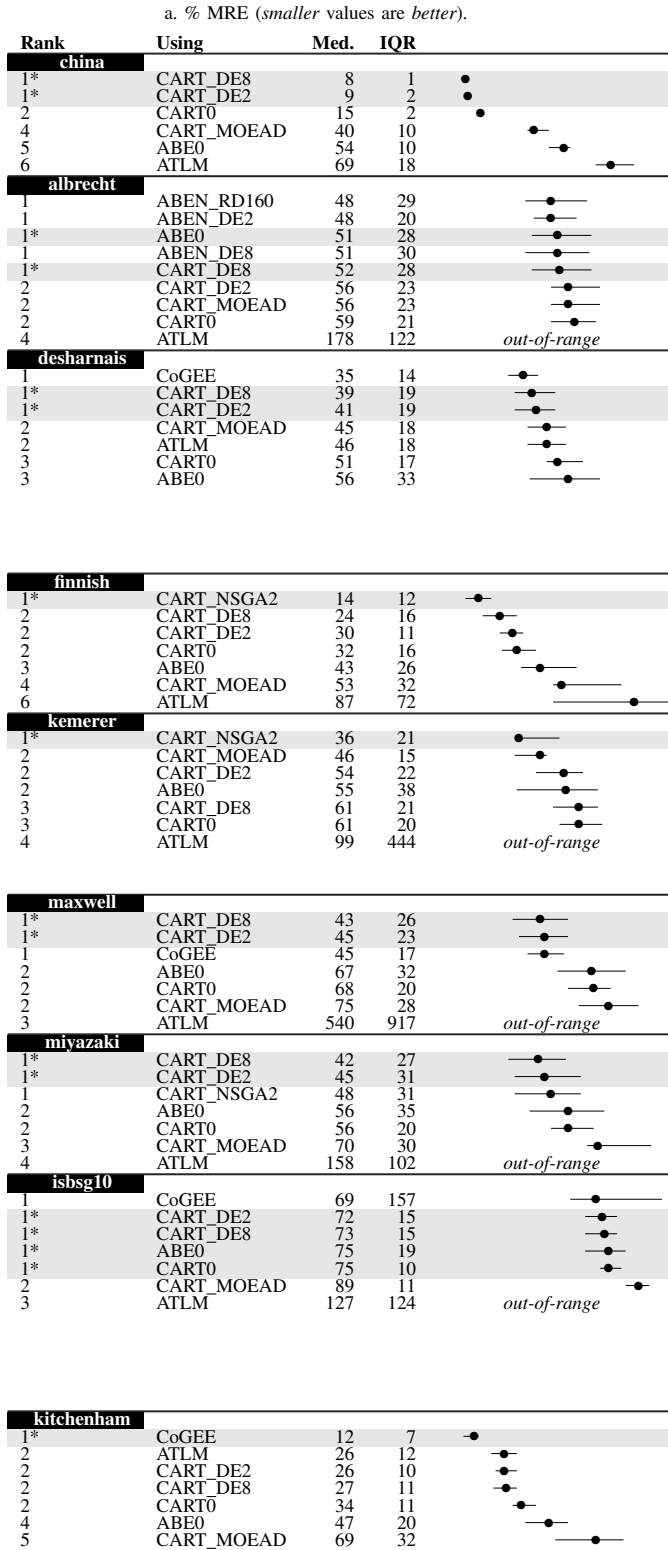 a. % MRE (smaller values are better).
Rank Using Med. IQR
china
1* CART_DE8 8 1
1* CART_DE2 9 2
2 CART0 15 2
4 CART_MOEAD 40 10
5 ABE0 54 10
6 ATLM 69 18
albrecht
1 ABEN_RD160 48 29
1 ABEN_DE2 48 20
1* ABE0 51 28
1 ABEN_DE8 51 30
1* CART_DE8 52 28
2 CART_DE2 56 23
2 CART_MOEAD 56 23
2 CART0 59 21
4 ATLM 178 122 out-of-range
desharnais
1 CoGEE 35 14
1* CART_DE8 39 19
1* CART_DE2 41 19
2 CART_MOEAD 45 18
2 ATLM 46 18
3 CART0 51 17
3 ABE0 56 33
finnish
1* CART_NSGA2 14 12
2 CART_DE8 24 16
2 CART_DE2 30 11
2 CART0 32 16
3 ABE0 43 26
4 CART_MOEAD 53 32
6 ATLM 87 72
kemerer
1* CART_NSGA2 36 21
2 CART_MOEAD 46 15
2 CART_DE2 54 22
2 ABE0 55 38
3 CART_DE8 61 21
3 CART0 61 20
4 ATLM 99 444 out-of-range
maxwell
1* CART_DE8 43 26
1* CART_DE2 45 23
1 CoGEE 45 17
2 ABE0 67 32
2 CART0 68 20
2 CART_MOEAD 75 28
3 ATLM 540 917 out-of-range
miyazaki
1* CART_DE8 42 27
1* CART_DE2 45 31
1 CART_NSGA2 48 31
2 ABE0 56 35
2 CART0 56 20
3 CART_MOEAD 70 30
4 ATLM 158 102 out-of-range
isbsg10
1 CoGEE 69 157
1* CART_DE2 72 15
1* CART_DE8 73 15
1* ABE0 75 19
1* CART0 75 10
2 CART_MOEAD 89 11
3 ATLM 127 124 out-of-range
kitchenham
1* CoGEE 12 7
2 ATLM 26 12
2 CART_DE2 26 10
2 CART_DE8 27 11
2 CART0 34 11
4 ABE0 47 20
5 CART_MOEAD 69 32